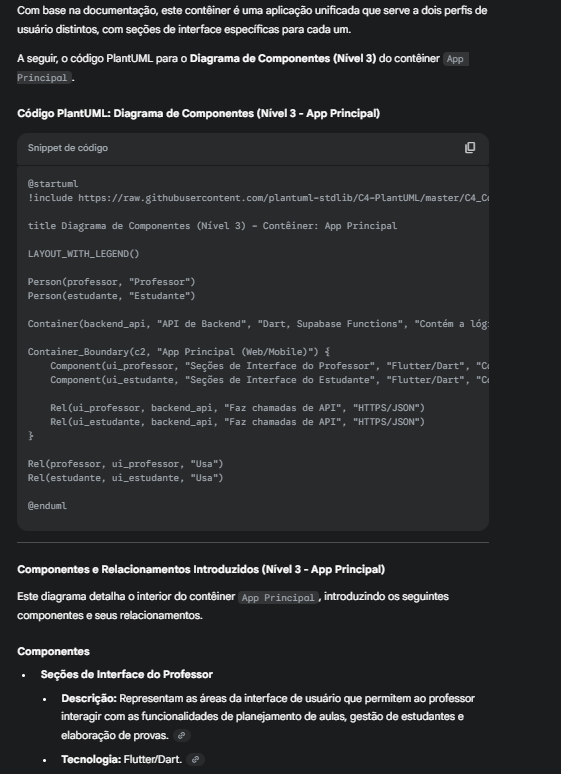 Com base na documentação, este contêiner é uma aplicação unificada que serve a dois perfis de
usuário distintos, com seções de interface específicas para cada um.
A seguir, o código PlantUML para o Diagrama de Componentes (Nível 3) do contêiner App
Principal.
Código PlantUML: Diagrama de Componentes (Nível 3 - App Principal)
Snippet de código
@startuml
!include https://raw.githubusercontent.com/plantuml-stdlib/C4-PlantUML/master/C4_Co
title Diagrama de Componentes (Nível 3) - Contêiner: App Principal
LAYOUT_WITH_LEGEND()
Person(professor, "Professor")
Person(estudante, "Estudante")
Container(backend_api, "API de Backend", "Dart, Supabase Functions", "Contém a lógi
Container_Boundary(c2, "App Principal (Web/Mobile)") {
    Component(ui_professor, "Seções de Interface do Professor", "Flutter/Dart", "Co
    Component(ui_estudante, "Seções de Interface do Estudante", "Flutter/Dart", "Co
    Rel(ui_professor, backend_api, "Faz chamadas de API", "HTTPS/JSON")
    Rel(ui_estudante, backend_api, "Faz chamadas de API", "HTTPS/JSON")
}
Rel(professor, ui_professor, "Usa")
Rel(estudante, ui_estudante, "Usa")
@enduml
Componentes e Relacionamentos Introduzidos (Nível 3 - App Principal)
Este diagrama detalha o interior do contêiner App Principal, introduzindo os seguintes
componentes e seus relacionamentos.
Componentes
• Seções de Interface do Professor
• Descrição: Representam as áreas da interface de usuário que permitem ao professor
interagir com as funcionalidades de planejamento de aulas, gestão de estudantes e
elaboração de provas.
• Tecnologia: Flutter/Dart.